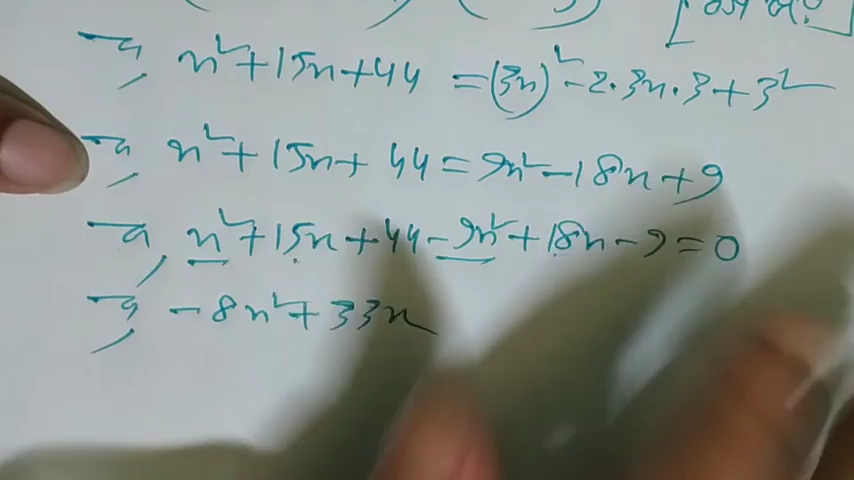 ⇒, x² + 15x + 44 = (3x)² - 2·3x·3 + 3²
⇒, x² + 15x + 44 = 9x² - 18x + 9
⇒, x² + 15x + 44 - 9x² + 18x - 9 = 0
⇒, - 8x² + 33x